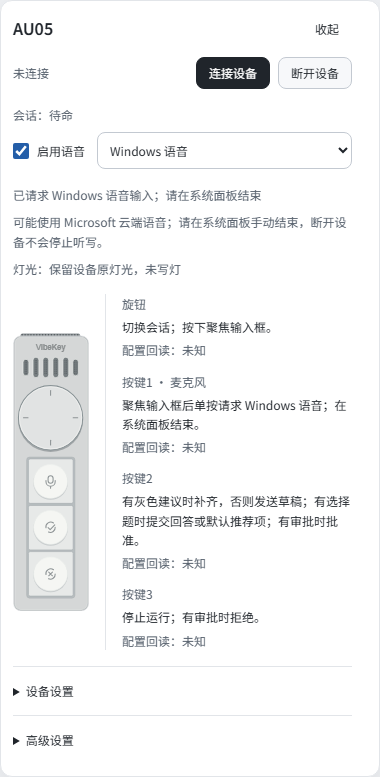 AU05
收起
未连接
连接设备
断开设备
会话：待命
启用语音
Windows 语音
已请求 Windows 语音输入；请在系统面板结束
可能使用 Microsoft 云端语音；请在系统面板手动结束，断开设
备不会停止听写。
灯光：保留设备原灯光，未写灯
VibeKey
旋钮
切换会话；按下聚焦输入框。
配置回读：未知
按键1 · 麦克风
聚焦输入框后单按请求 Windows 语音；在
系统面板结束。
配置回读：未知
按键2
有灰色建议时补齐，否则发送草稿；有选择
题时提交回答或默认推荐项；有审批时批
准。
配置回读：未知
按键3
停止运行；有审批时拒绝。
配置回读：未知
设备设置
高级设置